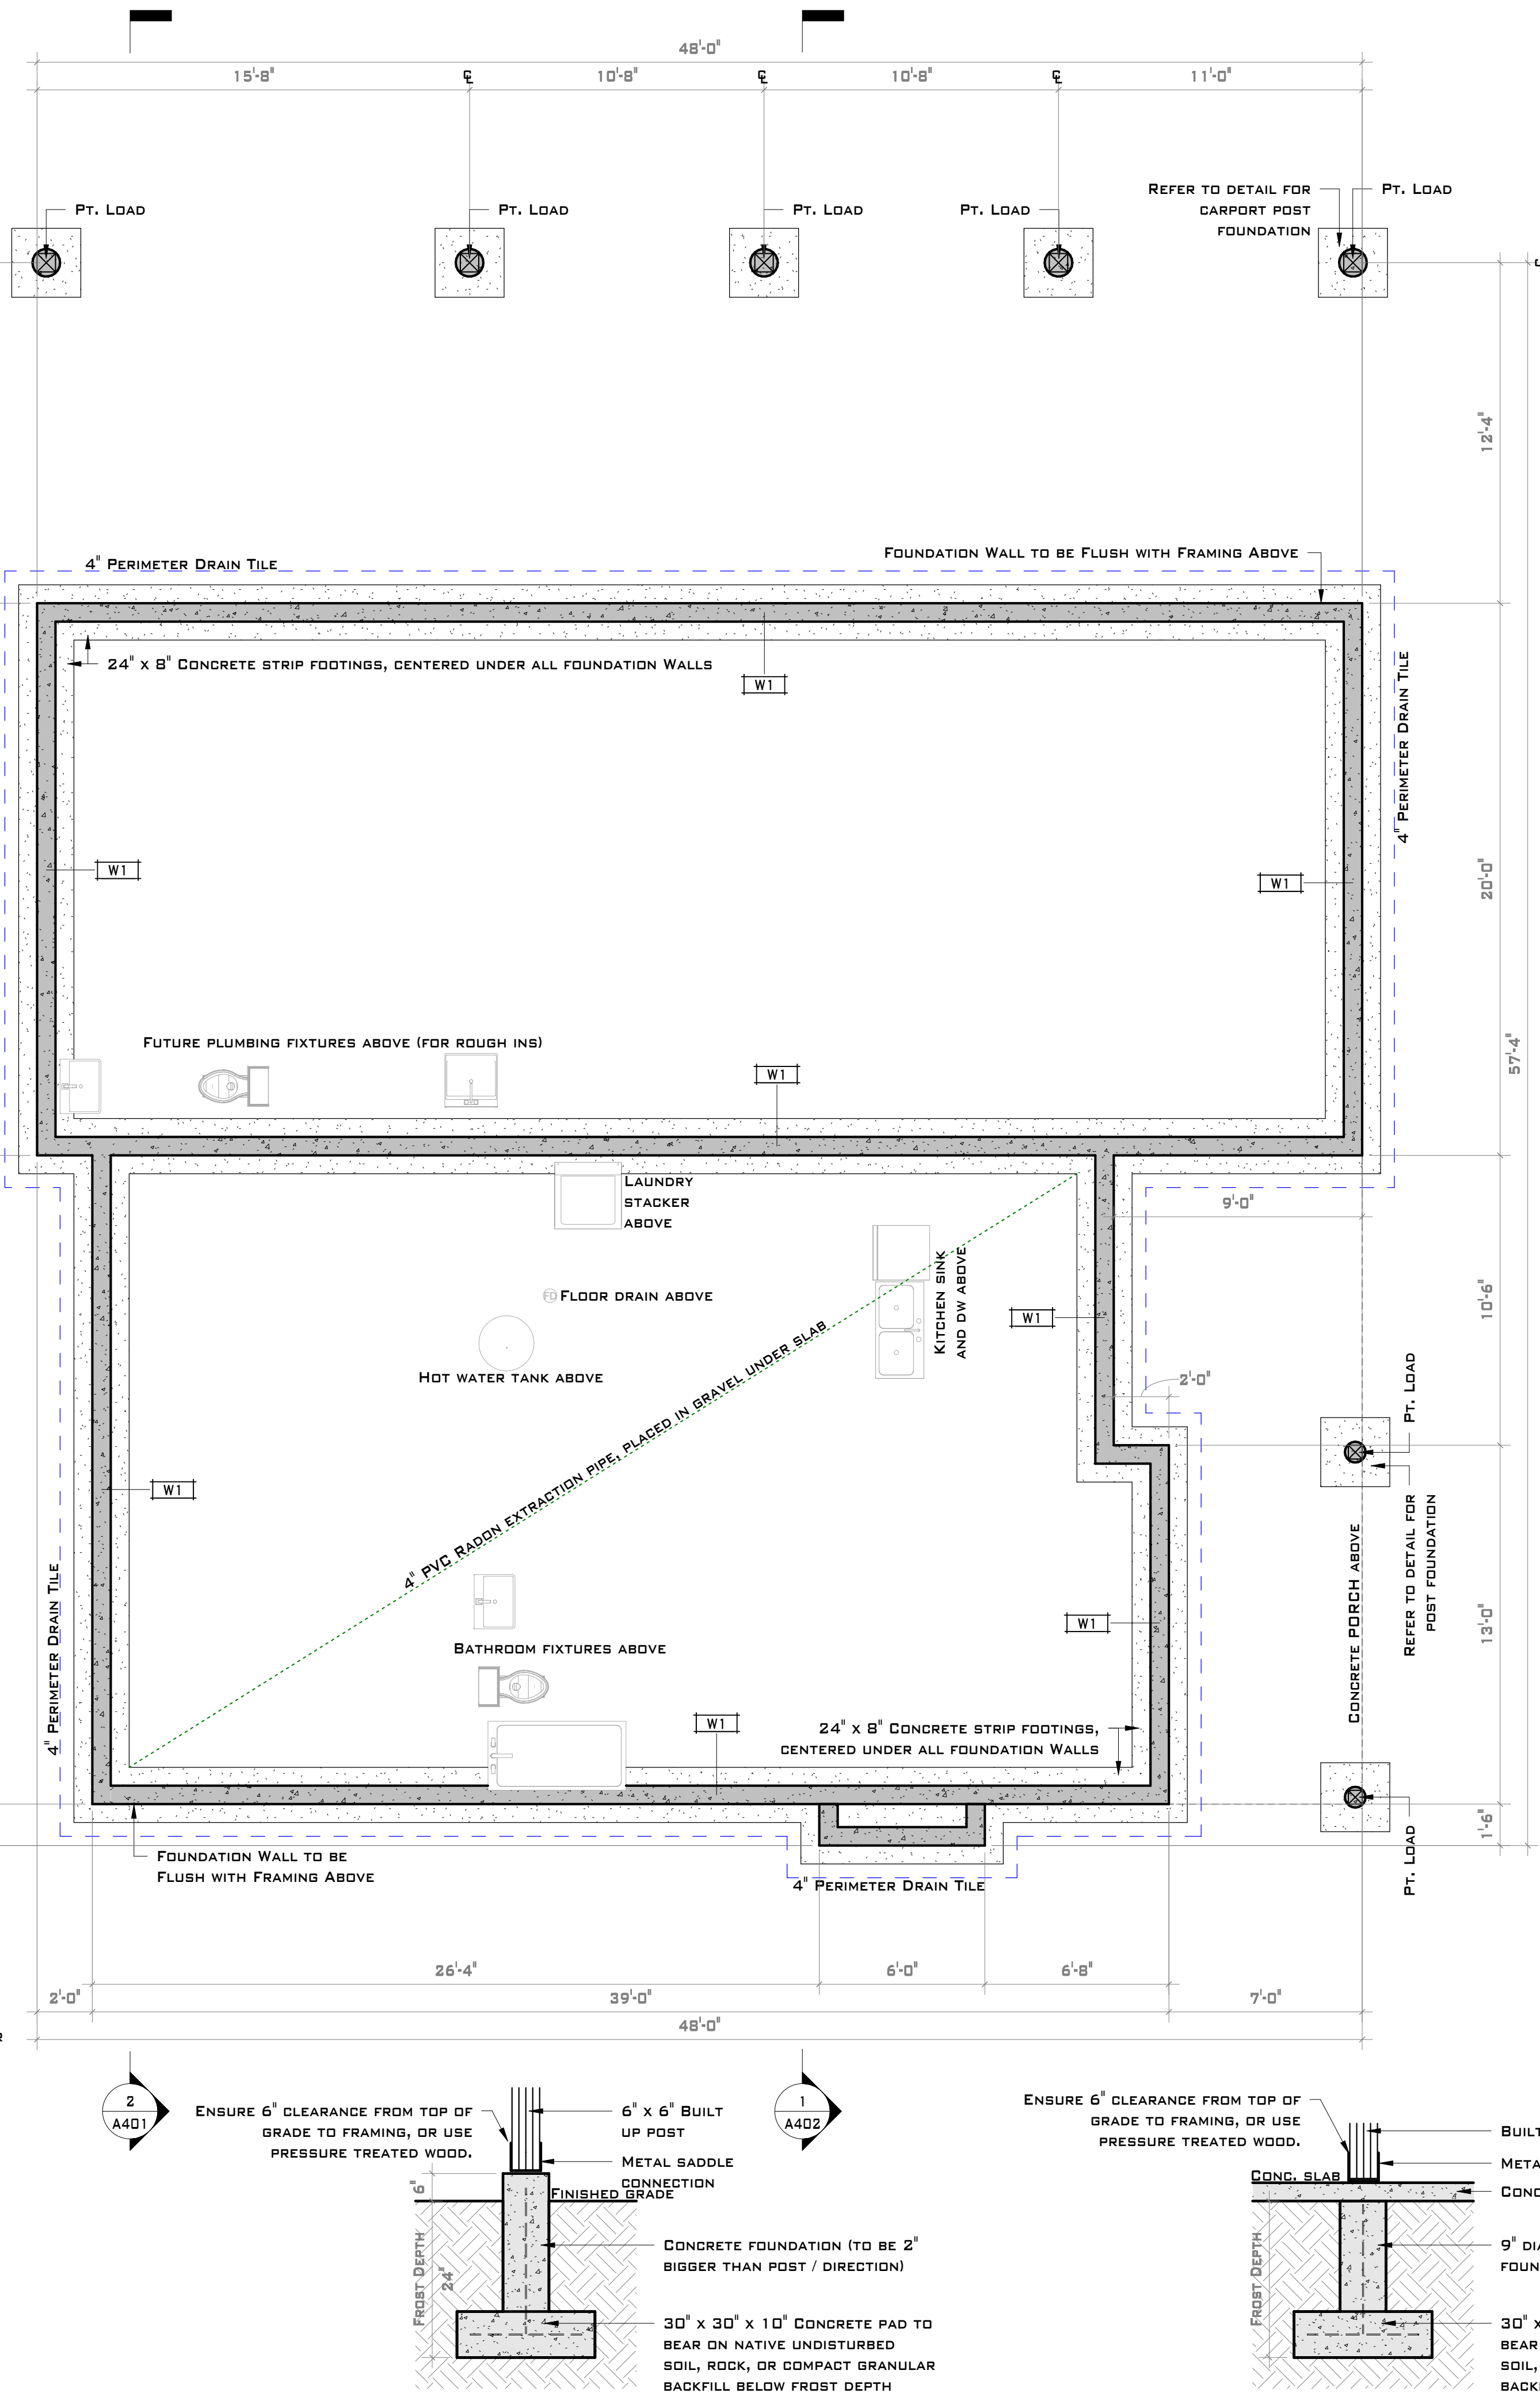 48'-0"
15'-8"
℄
10'-8"
℄
10'-8"
℄
11'-0"
Pt. Load
Pt. Load
Pt. Load
Pt. Load
Refer to detail for
carport post
foundation
Pt. Load
12'-4"
4" Perimeter Drain Tile
Foundation Wall to be Flush with Framing Above
24" x 8" Concrete strip footings, centered under all foundation Walls
W1
4" Perimeter Drain Tile
W1
W1
20'-0"
57'-4"
Future plumbing fixtures above (for rough ins)
W1
Laundry
stacker
above
9'-0"
FD
Floor drain above
Kitchen sink
and DW above
W1
10'-6"
Hot water tank above
2'-0"
4" PVC Radon extraction pipe, placed in gravel under slab
Pt. Load
W1
Refer to detail for
post foundation
Concrete PORCH above
13'-0"
4" Perimeter Drain Tile
Bathroom fixtures above
W1
W1
24" x 8" Concrete strip footings,
centered under all foundation Walls
1'-6"
Pt. Load
Foundation Wall to be
Flush with Framing Above
4" Perimeter Drain Tile
26'-4"
6'-0"
6'-8"
2'-0"
39'-0"
7'-0"
48'-0"
2
A401
1
A402
Ensure 6" clearance from top of
grade to framing, or use
pressure treated wood.
6" x 6" Built
up post
Metal saddle
connection
Finished grade
6"
Frost Depth
24"
Concrete foundation (to be 2"
bigger than post / direction)
30" x 30" x 10" Concrete pad to
bear on native undisturbed
soil, rock, or compact granular
backfill below frost depth
Ensure 6" clearance from top of
grade to framing, or use
pressure treated wood.
Conc. slab
Frost Depth
Built
Meta
Conc
9" dia
foun
30" x
bear
soil,
back